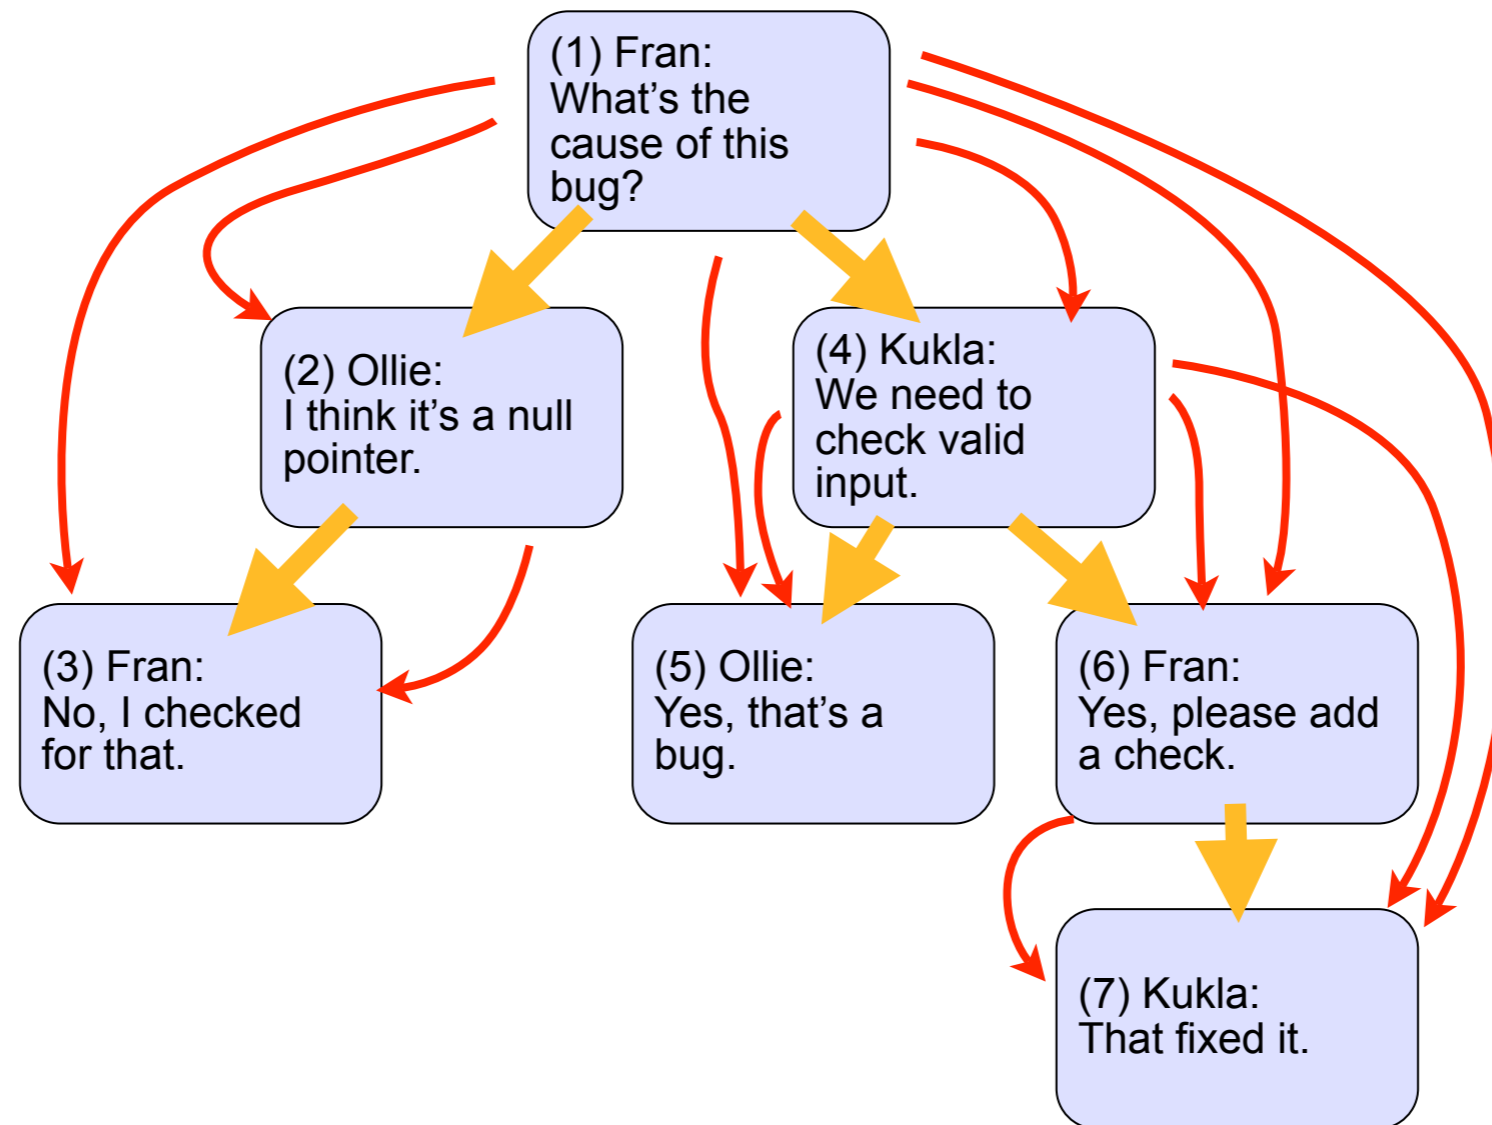 (1) Fran:
What’s the
cause of this
bug?
(2) Ollie:
I think it’s a null
pointer.
(4) Kukla:
We need to
check valid
input.
(3) Fran:
No, I checked
for that.
(5) Ollie:
Yes, that’s a
bug.
(6) Fran:
Yes, please add
a check.
(7) Kukla:
That fixed it.